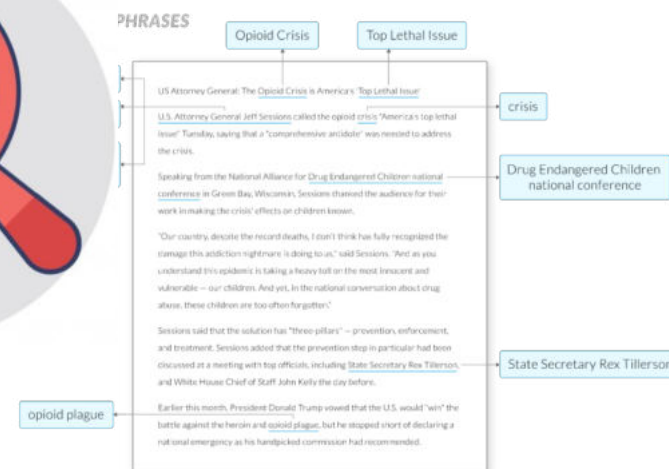 PHRASES
Opioid Crisis
Top Lethal Issue
US Attorney General: The Opioid Crisis is America's 'Top Lethal Issue'
U.S. Attorney General Jeff Sessions called the opioid crisis "America's top lethal
issue" Tuesday, saying that a "comprehensive antidote" was needed to address
the crisis.
Speaking from the National Alliance for Drug Endangered Children national
conference in Green Bay, Wisconsin, Sessions thanked the audience for their
work in making the crisis' effects on children known.
"Our country, despite the record deaths, I don't think has fully recognized the
damage this addiction nightmare is doing to us," said Sessions. "And as you
understand this epidemic is taking a heavy toll on the most innocent and
vulnerable — our children. And yet, in the national conversation about drug
abuse, these children are too often forgotten."
Sessions said that the solution has "three pillars" — prevention, enforcement,
and treatment. Sessions added that the prevention step in particular had been
discussed at a meeting with top officials, including State Secretary Rex Tillerson,
and White House Chief of Staff John Kelly the day before.
Earlier this month, President Donald Trump vowed that the U.S. would "win" the
battle against the heroin and opioid plague, but he stopped short of declaring a
national emergency as his handpicked commission had recommended.
crisis
Drug Endangered Children
national conference
State Secretary Rex Tillerson
opioid plague